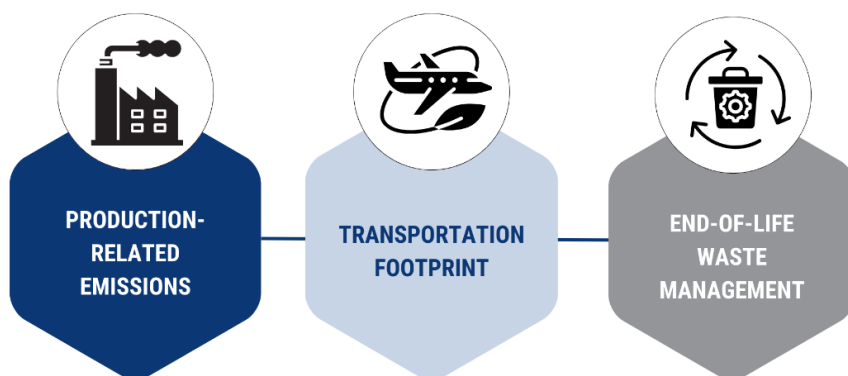 PRODUCTION-
RELATED
EMISSIONS
TRANSPORTATION
FOOTPRINT
END-OF-LIFE
WASTE
MANAGEMENT